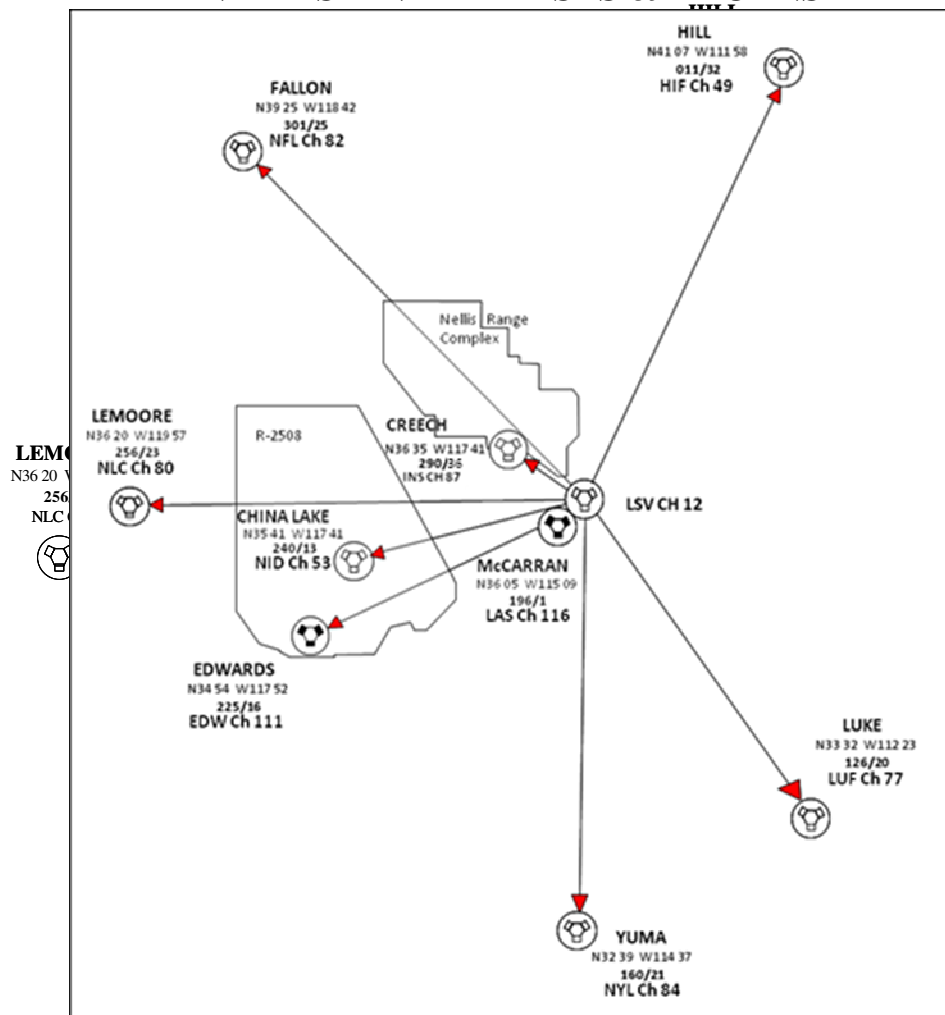 HILL
HILL
N41 07 W111 58
011/32
HIF Ch 49
FALLON
N39 25 W118 42
301/25
NFL Ch 82
Nellis Range
Complex
LEMOORE
N36 20 W119 57
256/23
NLC Ch 80
R-2508
CREECH
N36 35 W117 41
290/36
INS CH 87
LEMO
N36 20
256
NLC
LSV CH 12
CHINA LAKE
N35 41 W117 41
240/13
NID Ch 53
McCARRAN
N36 05 W115 09
196/1
LAS Ch 116
EDWARDS
N34 54 W117 52
225/16
EDW Ch 111
LUKE
N33 32 W112 23
126/20
LUF Ch 77
YUMA
N32 39 W114 37
160/21
NYL Ch 84